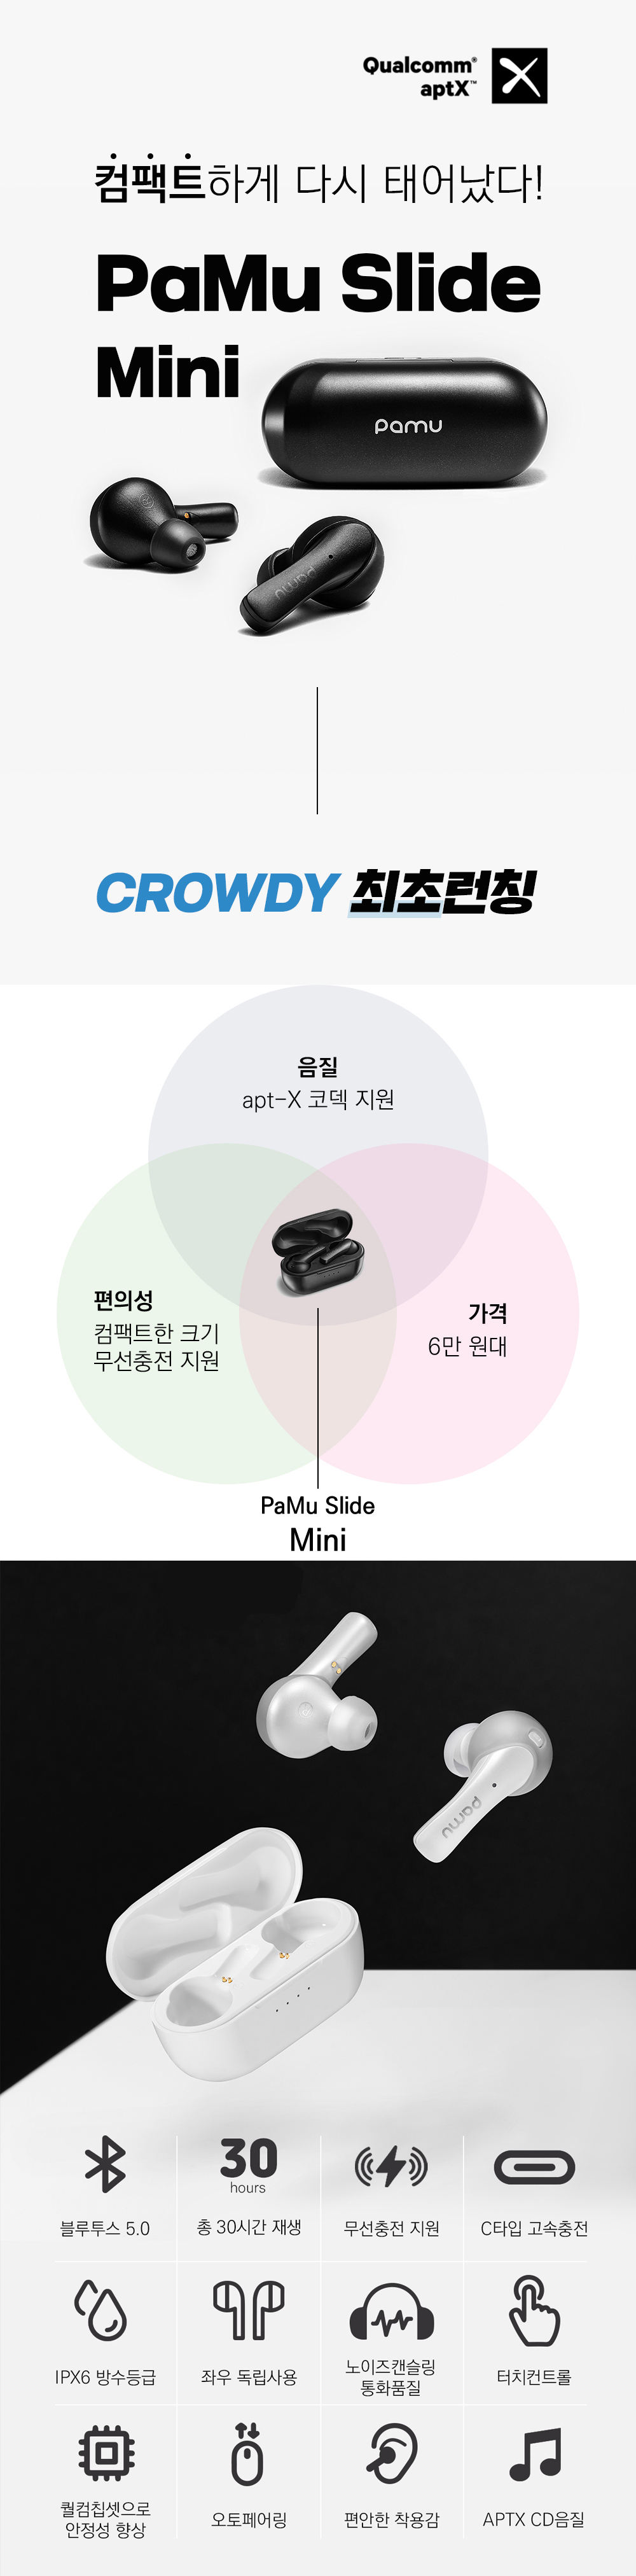 Qualcomm®
aptX™
컴팩트하게 다시 태어났다!
PaMu Slide
Mini
pamu
pamu
CROWDY 최초런칭
음질
apt-X 코덱 지원
편의성
컴팩트한 크기
무선충전 지원
가격
6만 원대
PaMu Slide
Mini
pamu
30
hours
블루투스 5.0
총 30시간 재생
무선충전 지원
C타입 고속충전
IPX6 방수등급
좌우 독립사용
노이즈캔슬링
통화품질
터치컨트롤
퀄컴칩셋으로
안정성 향상
오토페어링
편안한 착용감
APTX CD음질